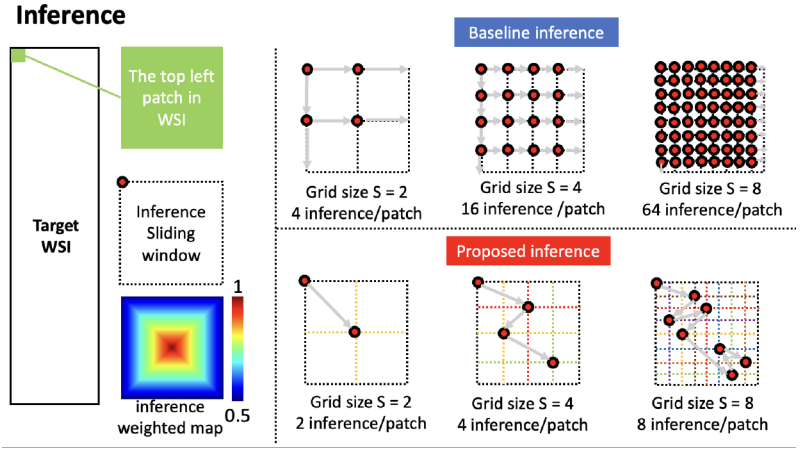 Inference
The top left
patch in
WSI
Target
WSI
Inference
Sliding
window
1
0.5
inference
weighted map
Baseline inference
Grid size S = 2
4 inference/patch
Grid size S = 4
16 inference /patch
Grid size S = 8
64 inference/patch
Proposed inference
Grid size S = 2
2 inference/patch
Grid size S = 4
4 inference/patch
Grid size S = 8
8 inference/patch